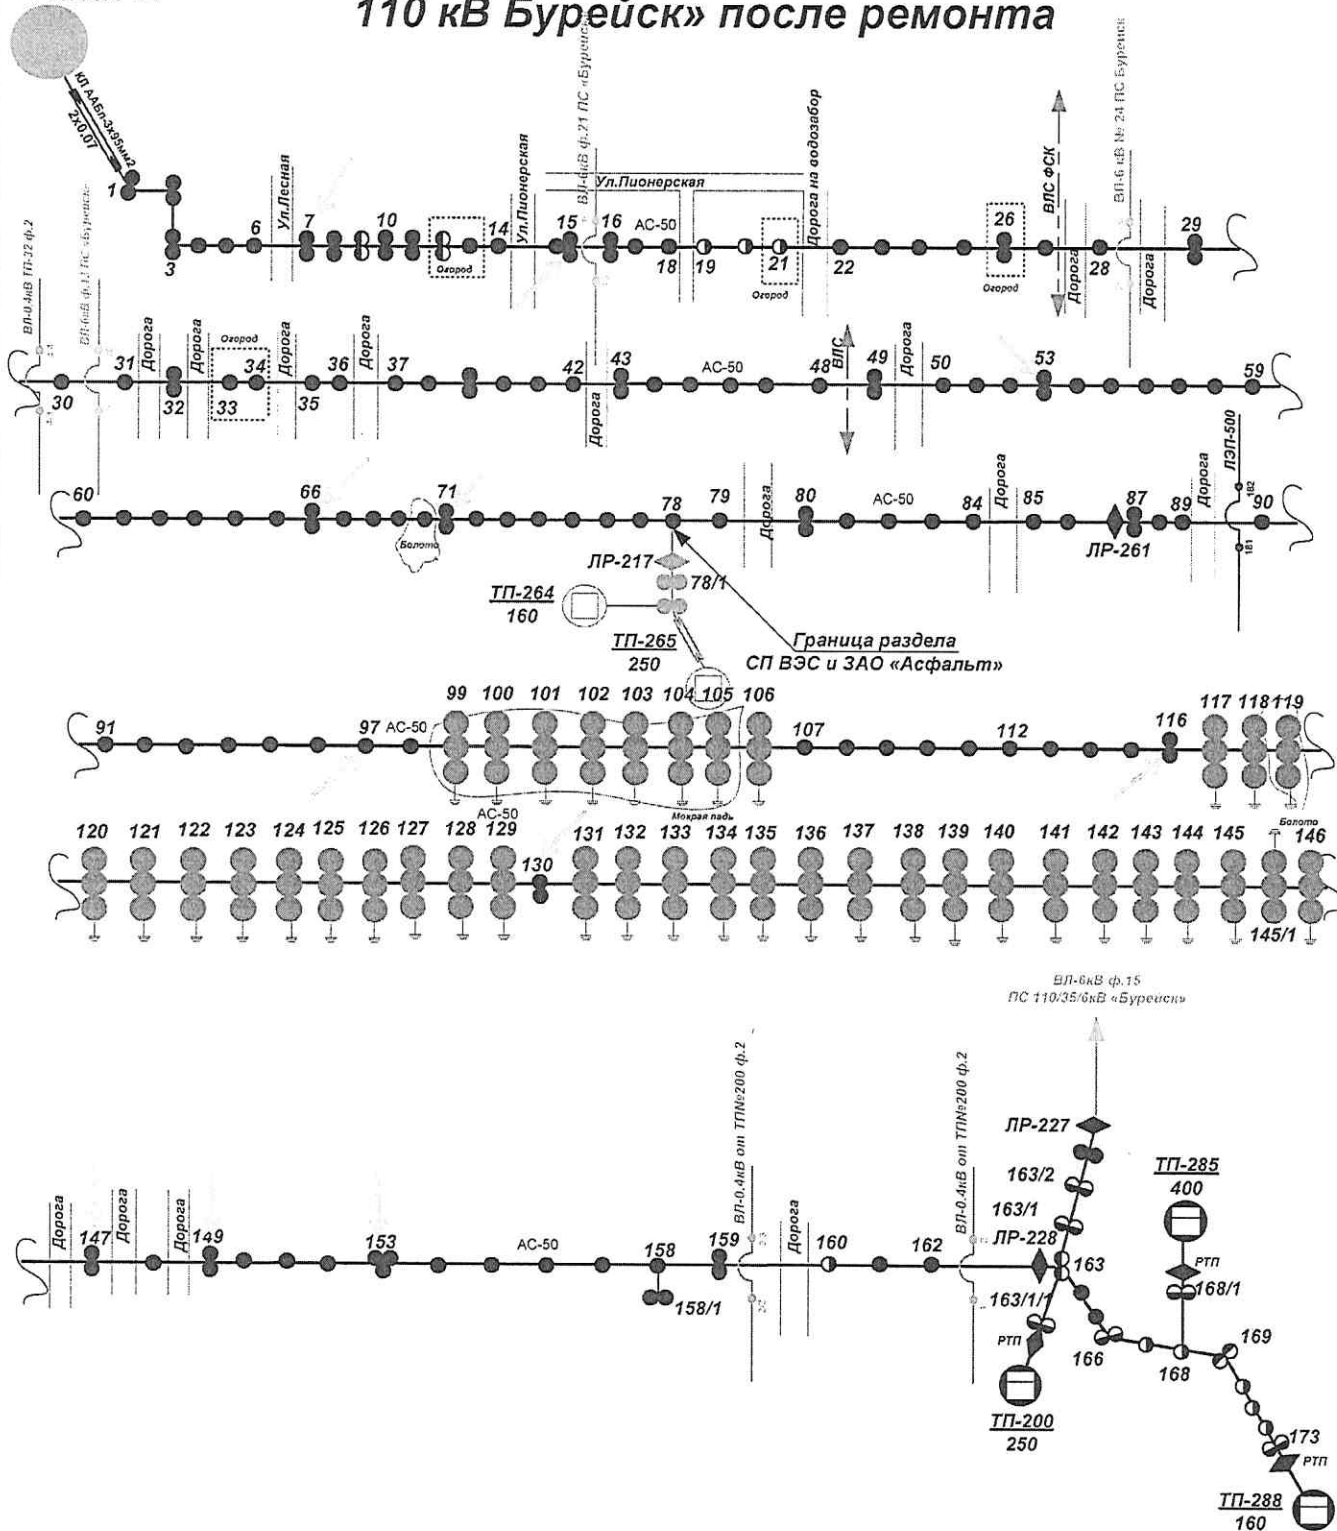 110 кВ Бурейск» после ремонта
КЛ ААБл-3х95мм2
2х0.07
1
3
6
Ул.Лесная
7
10
Огород
14
Ул.Пионерская
15
ВЛ-6кВ ф.21 ПС «Бурейск
16
Ул.Пионерская
АС-50
18
19
21
Огород
Дорога на водозабор
22
26
Огород
ВЛС ФСК
Дорога
28
ВЛ-6 кВ № 24 ПС Бурейск
Дорога
29
ВЛ-0.4кВ ТП-32 ф.2
30
ВЛ-6кВ ф.11 ПС «Бурейск»
31
Дорога
32
Дорога
Огород
33
34
Дорога
35
36
Дорога
37
42
Дорога
43
АС-50
48
ВЛС
49
Дорога
50
53
59
60
66
71
Болото
78
79
Дорога
80
АС-50
84
Дорога
85
87
ЛР-261
89
Дорога
ЛЭП-500
182
181
90
ЛР-217
78/1
ТП-264
160
ТП-265
250
Граница раздела
СП ВЭС и ЗАО «Асфальт»
91
97
АС-50
99
100
101
102
103
104
105
106
107
112
116
117
118
119
АС-50
Мокрая падь
Болото
120
121
122
123
124
125
126
127
128
129
130
131
132
133
134
135
136
137
138
139
140
141
142
143
144
145
146
145/1
ВЛ-6кВ ф.15
ПС 110/35/6кВ «Бурейск»
Дорога
147
Дорога
Дорога
149
153
АС-50
158
158/1
159
ВЛ-0.4кВ от ТП№200 ф.2
Дорога
160
162
ВЛ-0.4кВ от ТП№200 ф.2
ЛР-227
163/2
163/1
ЛР-228
163
163/1/1
РТП
ТП-200
250
166
168
ТП-285
400
РТП
168/1
169
173
РТП
ТП-288
160